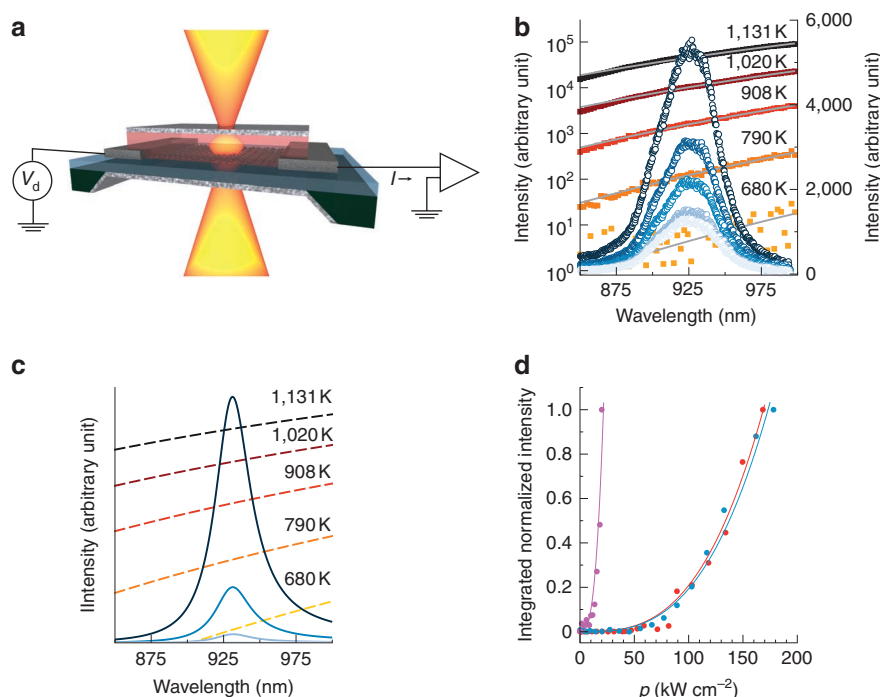 a
V_d
I→
b
Intensity (arbitrary unit)
10^5
10^4
10^3
10^2
10^1
10^0
1,131 K
1,020 K
908 K
790 K
680 K
6,000
4,000
2,000
0
Intensity (arbitrary unit)
875 925 975
Wavelength (nm)
c
IIntensity (arbitrary unit)
1,131 K
1,020 K
908 K
790 K
680 K
875 925 975
Wavelength (nm)
d
Integrated normalized intensity
1.0
0.8
0.6
0.4
0.2
0
0 50 100 150 200
p (kW cm⁻²)